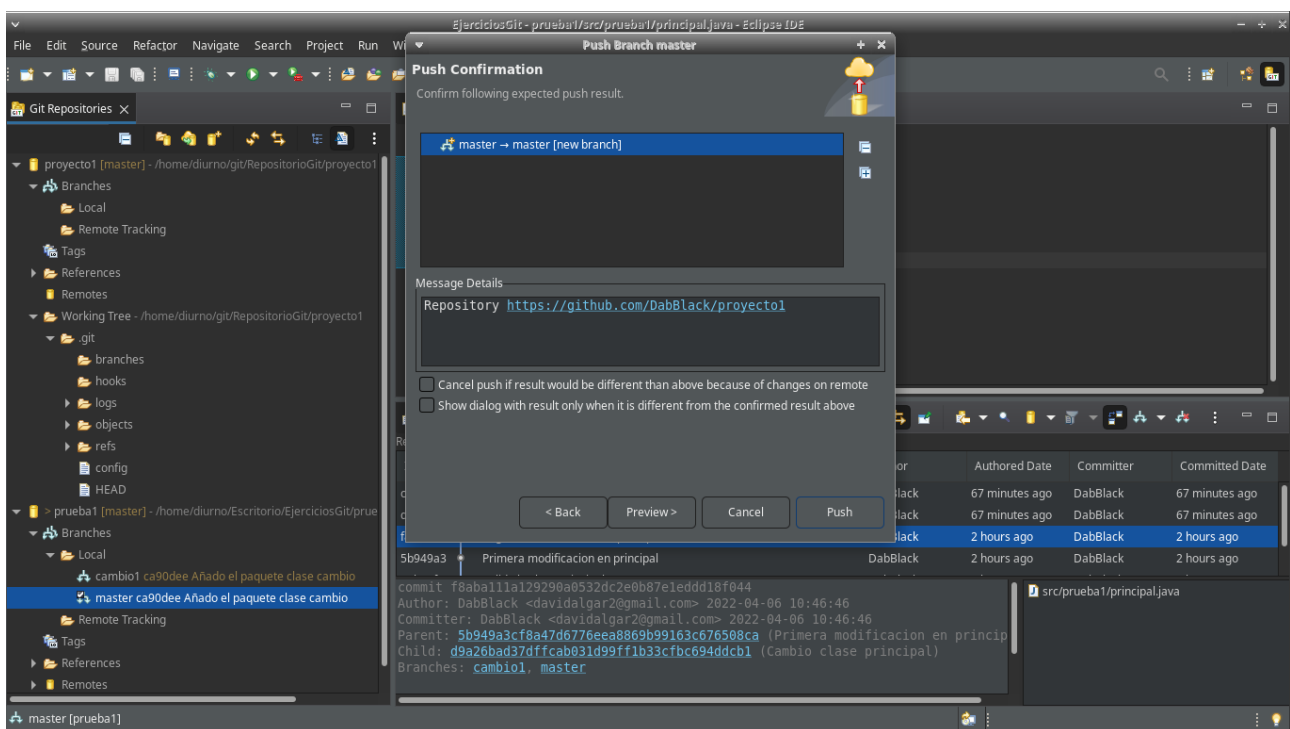 EjerciciosGit - prueba1/src/prueba1/principal.java - Eclipse IDE
File Edit Source Refactor Navigate Search Project Run
Push Branch master
Push Confirmation
Confirm following expected push result.
Git Repositories
master → master [new branch]
proyecto1 [master] - /home/diurno/git/RepositorioGit/proyecto1
Branches
Local
Remote Tracking
Tags
References
Remotes
Working Tree - /home/diurno/git/RepositorioGit/proyecto1
.git
branches
hooks
logs
objects
refs
config
HEAD
> prueba1 [master] - /home/diurno/Escritorio/EjerciciosGit/prue
Branches
Local
cambio1 ca90dee Añado el paquete clase cambio
master ca90dee Añado el paquete clase cambio
Remote Tracking
Tags
References
Remotes
Message Details
Repository https://github.com/DabBlack/proyecto1
Cancel push if result would be different than above because of changes on remote
Show dialog with result only when it is different from the confirmed result above
< Back Preview > Cancel Push
or Authored Date Committer Committed Date
lack 67 minutes ago DabBlack 67 minutes ago
lack 67 minutes ago DabBlack 67 minutes ago
lack 2 hours ago DabBlack 2 hours ago
5b949a3 Primera modificacion en principal DabBlack 2 hours ago DabBlack 2 hours ago
commit f8aba111a129290a0532dc2e0b87e1eddd18f044
Author: DabBlack <davidalgar2@gmail.com> 2022-04-06 10:46:46
Committer: DabBlack <davidalgar2@gmail.com> 2022-04-06 10:46:46
Parent: 5b949a3cf8a47d6776eea8869b99163c676508ca (Primera modificacion en princip
Child: d9a26bad37dffcab031d99ff1b33cfbc694ddcb1 (Cambio clase principal)
Branches: cambio1, master
src/prueba1/principal.java
master [prueba1]